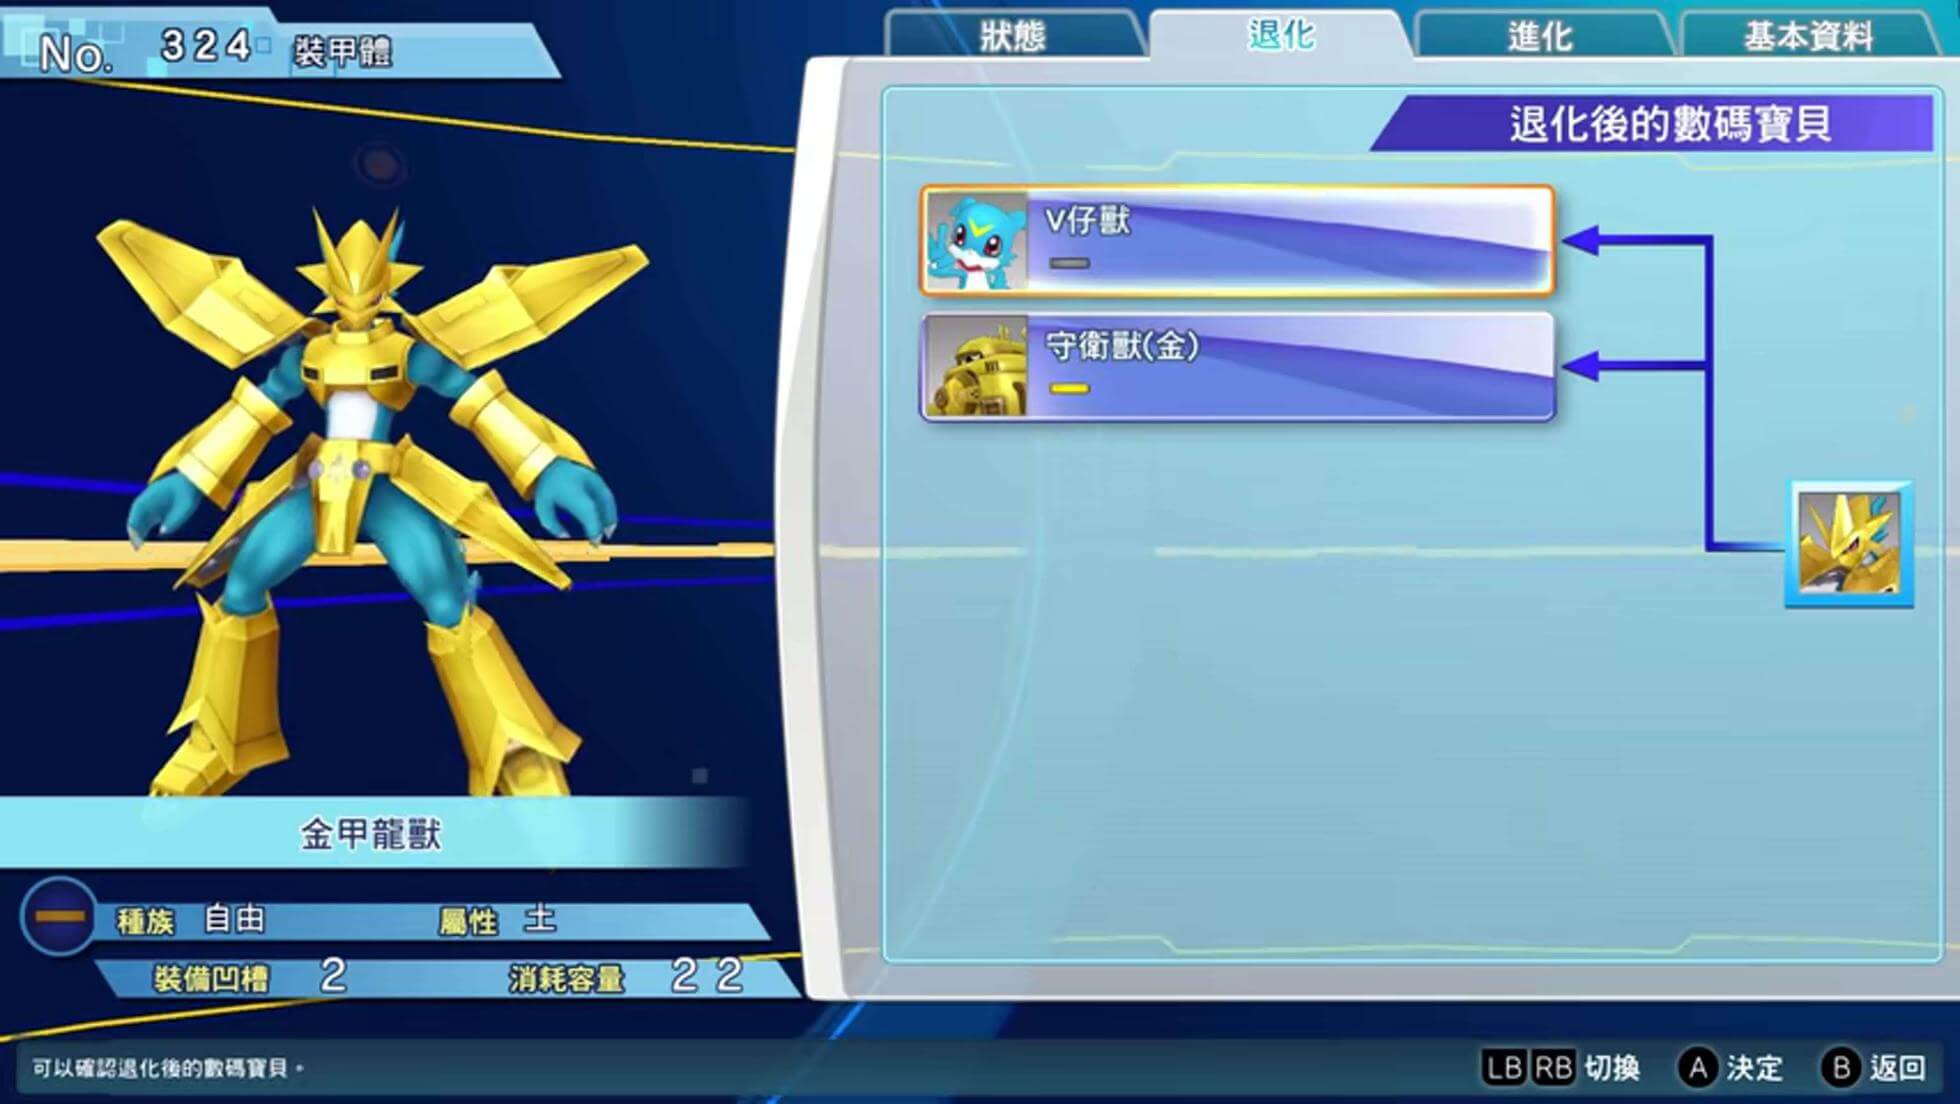 No. 324 裝甲體
狀態 退化 進化 基本資料
退化後的數碼寶貝
V仔獸
守衛獸(金)
金甲龍獸
種族 自由 屬性 土
裝備凹槽 2 消耗容量 22
可以確認退化後的數碼寶貝。
LB RB 切換 A 決定 B 返回